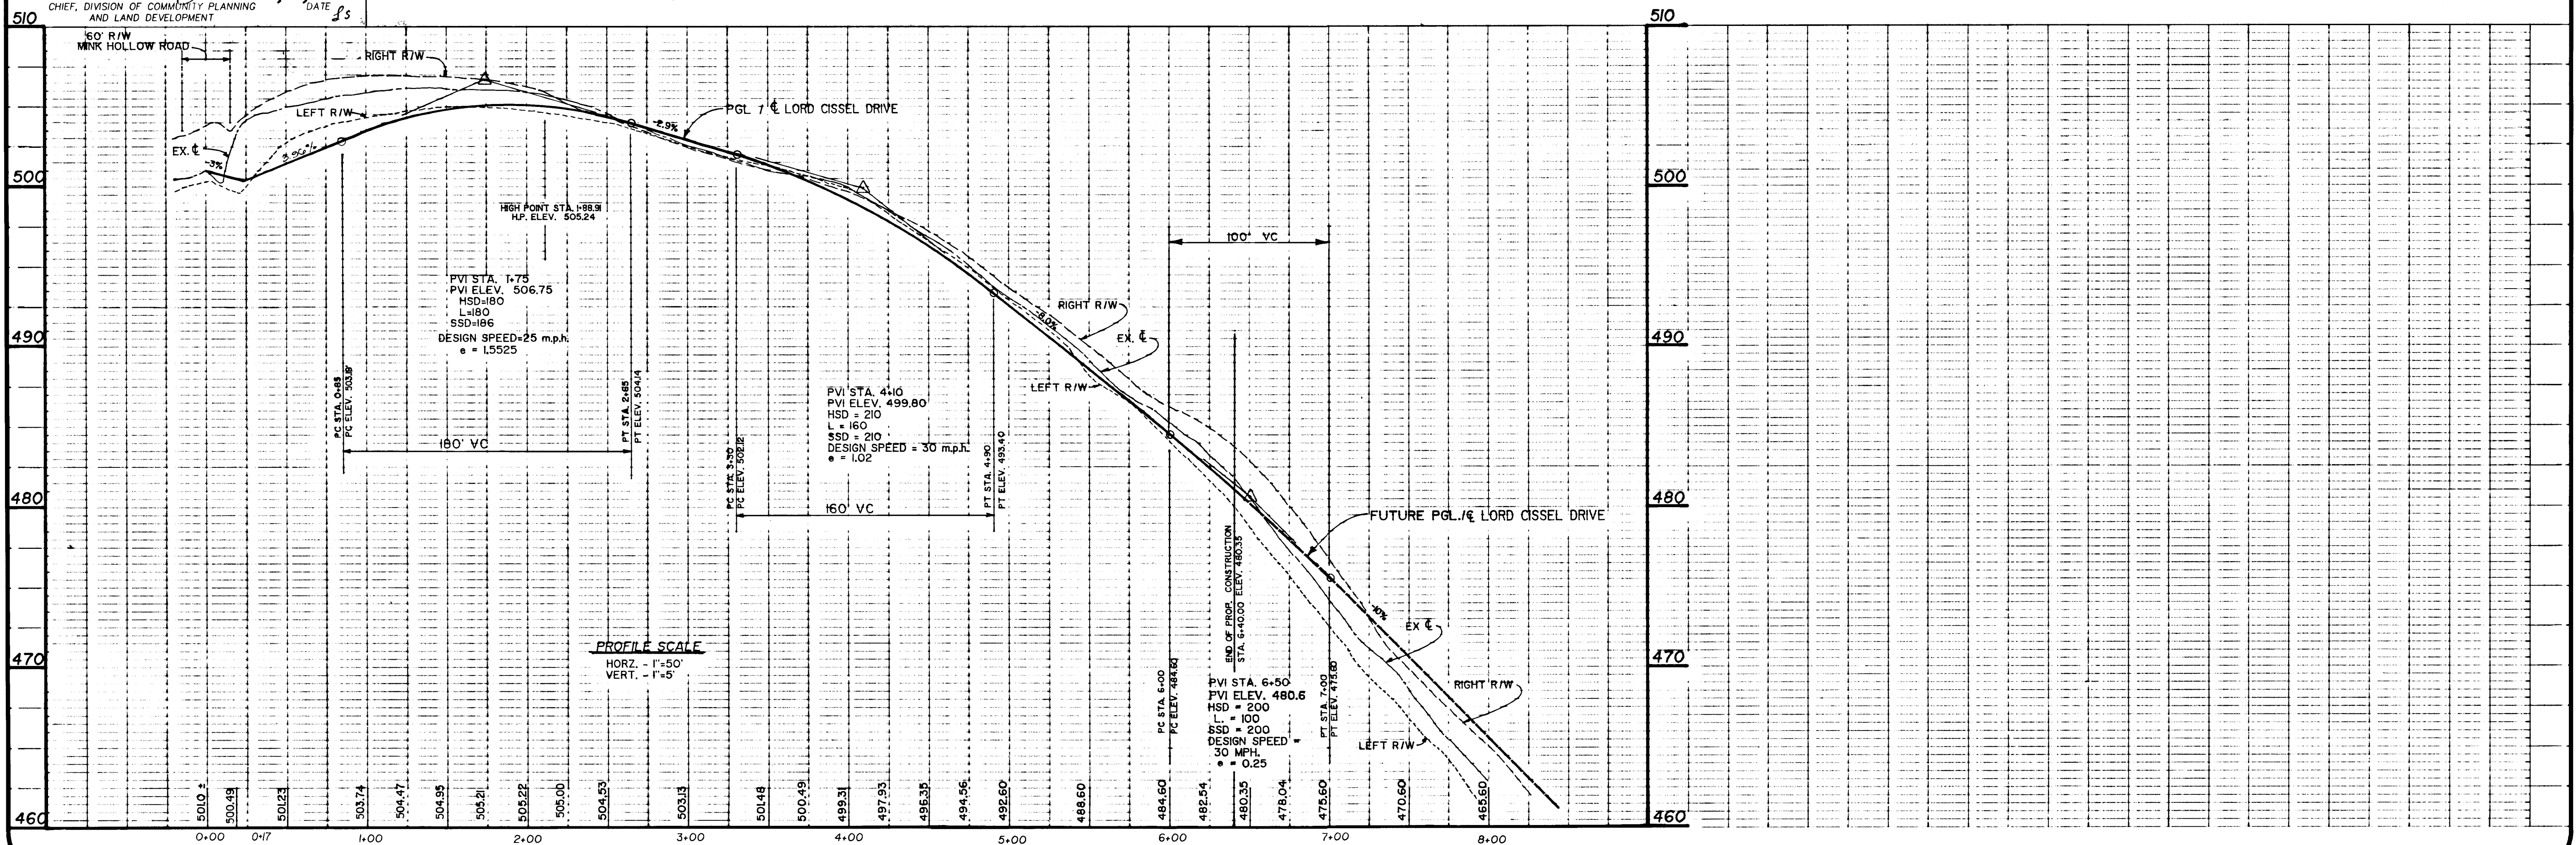 CHIEF, DIVISION OF COMMUNITY PLANNING
AND LAND DEVELOPMENT
DATE
510
510
60' R/W
MINK HOLLOW ROAD
RIGHT R/W
LEFT R/W
EX. ℄
-3%
3.96%
PGL 7 ℄ LORD CISSEL DRIVE
-2.9%
500
500
HIGH POINT STA. 1+88.91
H.P. ELEV. 505.24
100' VC
PVI STA. 1+75
PVI ELEV. 506.75
HSD=180
L=180
SSD=186
DESIGN SPEED=25 m.p.h.
e = 1.5525
RIGHT R/W
-8.0%
EX. ℄
LEFT R/W
490
490
PC STA. 0+85
PC ELEV. 503.19'
PT STA. 2+65
PT ELEV. 504.14
180' VC
PVI STA. 4+10
PVI ELEV. 499.80
HSD = 210
L = 160
SSD = 210
DESIGN SPEED = 30 m.p.h.
e = 1.02
PC STA. 3+30
PC ELEV. 502.12
PT STA. 4+90
PT ELEV. 493.40
160' VC
480
480
FUTURE PGL./℄ LORD CISSEL DRIVE
END OF PROP. CONSTRUCTION
STA. 6+40.00 ELEV. 480.35
-10%
EX ℄
PROFILE SCALE
HORZ. - 1"=50'
VERT. - 1"=5'
470
470
PC STA. 6+00
PC ELEV. 484.60
PVI STA. 6+50
PVI ELEV. 480.6
HSD = 200
L. = 100
SSD = 200
DESIGN SPEED =
30 MPH.
e = 0.25
PT STA. 7+00
PT ELEV. 475.60
RIGHT R/W
LEFT R/W
501.0 ±
500.49
501.23
503.74
504.47
504.95
505.21
505.22
505.00
504.53
503.13
501.48
500.49
499.31
497.93
496.35
494.56
492.60
488.60
484.60
482.54
480.35
478.04
475.60
470.60
465.60
460
460
0+00 0+17 1+00 2+00 3+00 4+00 5+00 6+00 7+00 8+00